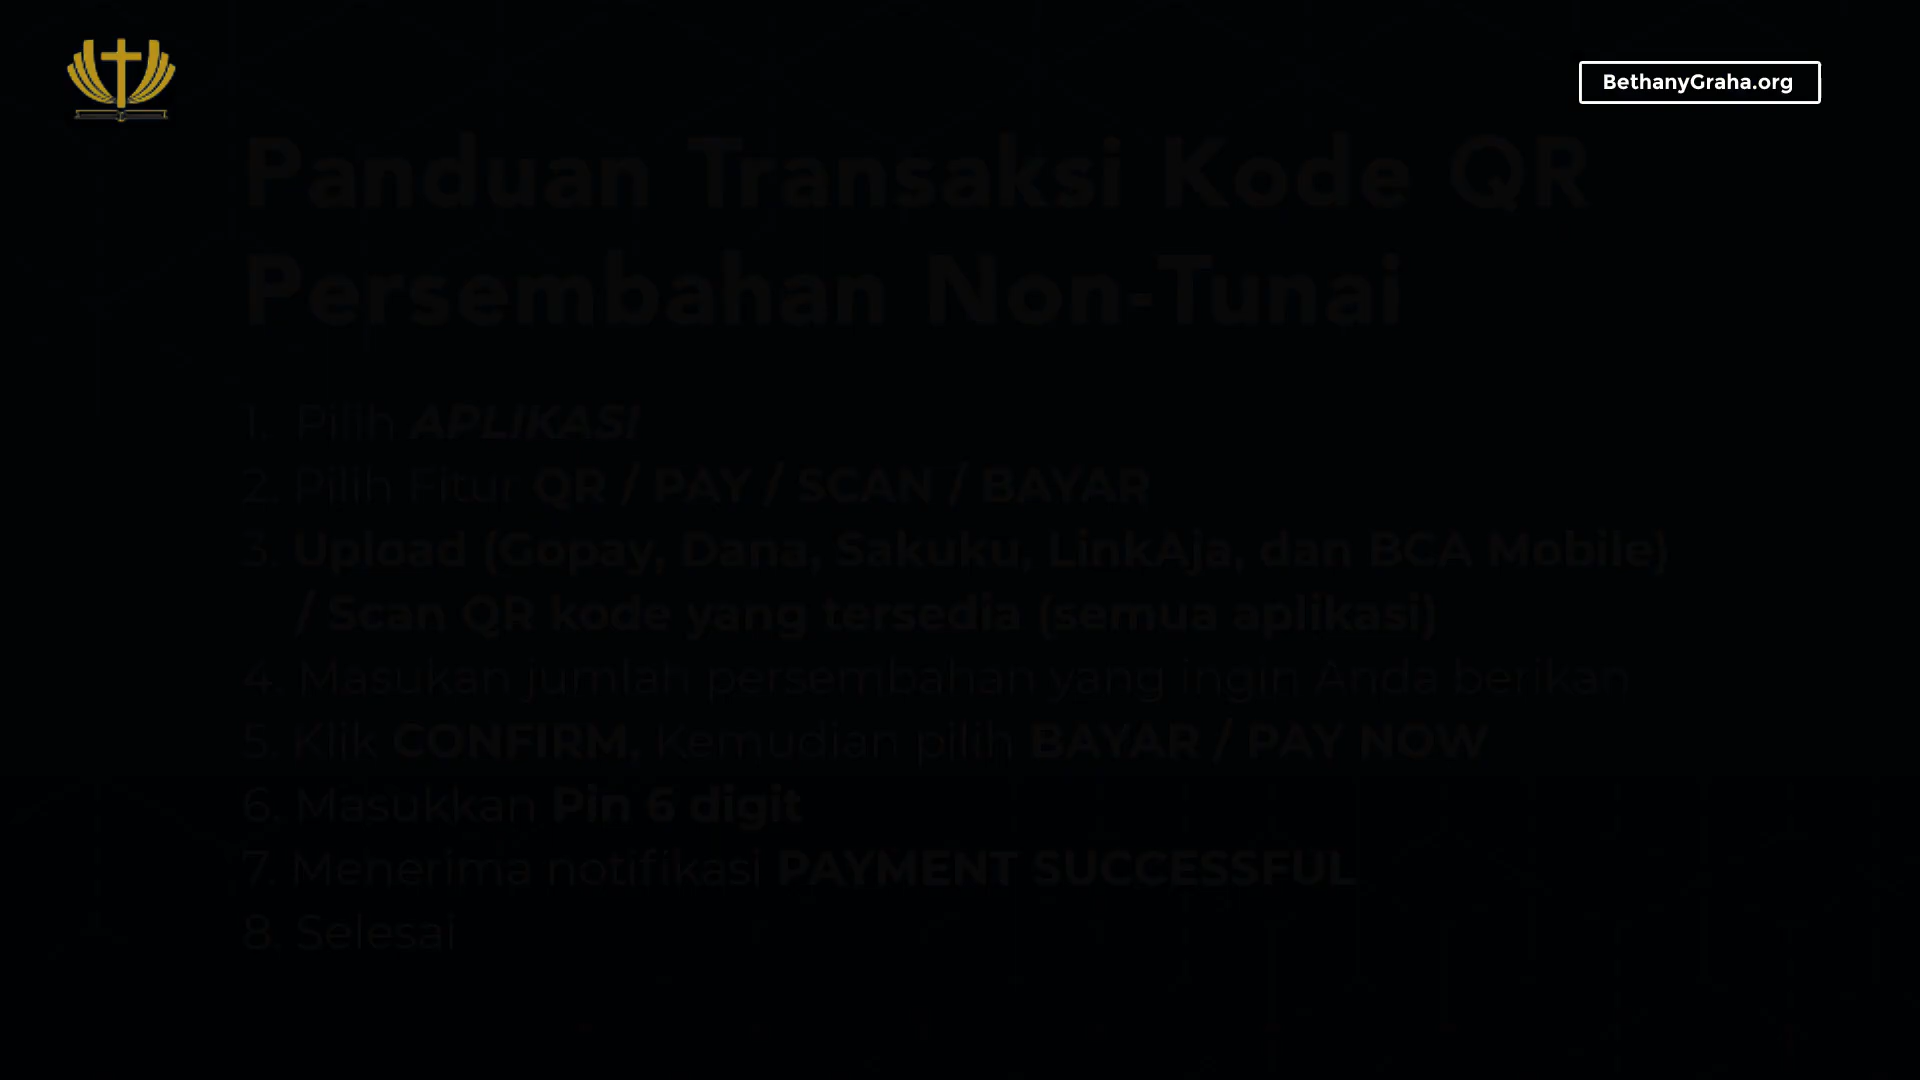 BethanyGraha.org
Panduan Transaksi Kode QR
Persembahan Non-Tunai
1. Pilih APLIKASI
2. Pilih Fitur QR / PAY / SCAN / BAYAR
3. Upload (Gopay, Dana, Sakuku, LinkAja, dan BCA Mobile)
/ Scan QR kode yang tersedia (semua aplikasi)
4. Masukan jumlah persembahan yang ingin Anda berikan
5. Klik CONFIRM, Kemudian pilih BAYAR / PAY NOW
6. Masukkan Pin 6 digit
7. Menerima notifikasi PAYMENT SUCCESSFUL
8. Selesai